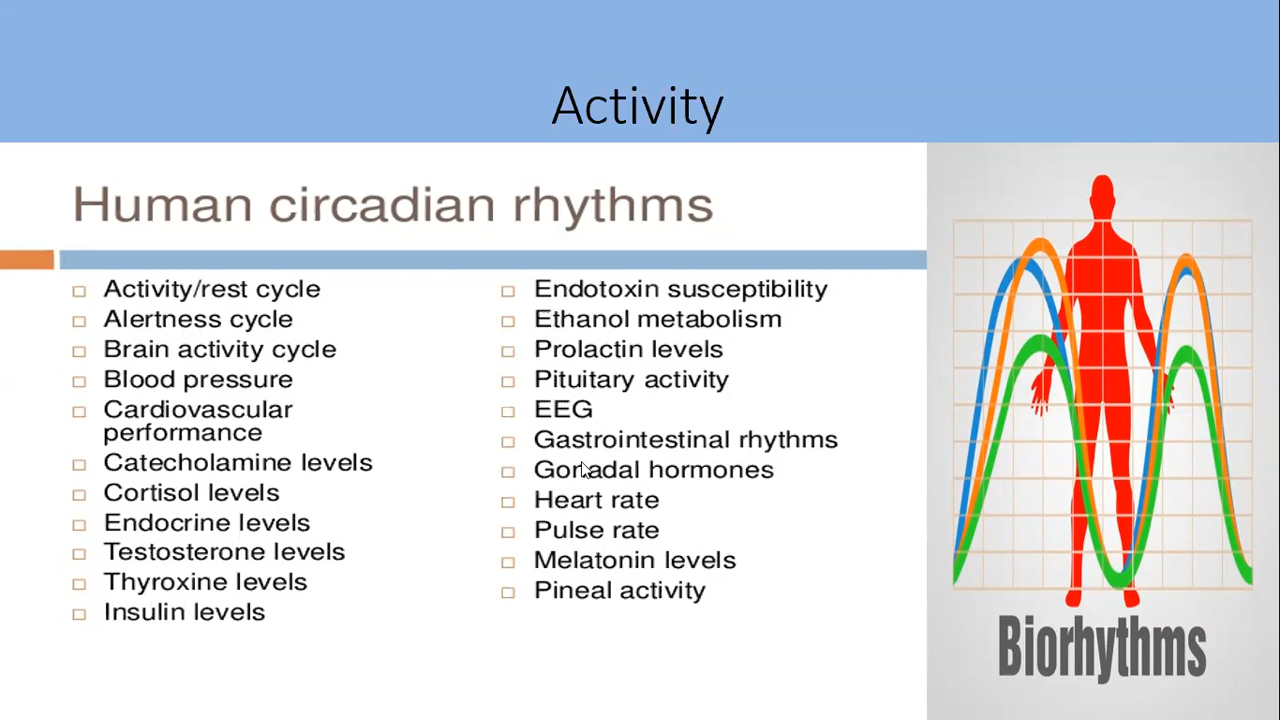 Activity
Human circadian rhythms
Activity/rest cycle
Alertness cycle
Brain activity cycle
Blood pressure
Cardiovascular
performance
Catecholamine levels
Cortisol levels
Endocrine levels
Testosterone levels
Thyroxine levels
Insulin levels
Endotoxin susceptibility
Ethanol metabolism
Prolactin levels
Pituitary activity
EEG
Gastrointestinal rhythms
Gonadal hormones
Heart rate
Pulse rate
Melatonin levels
Pineal activity
Biorhythms